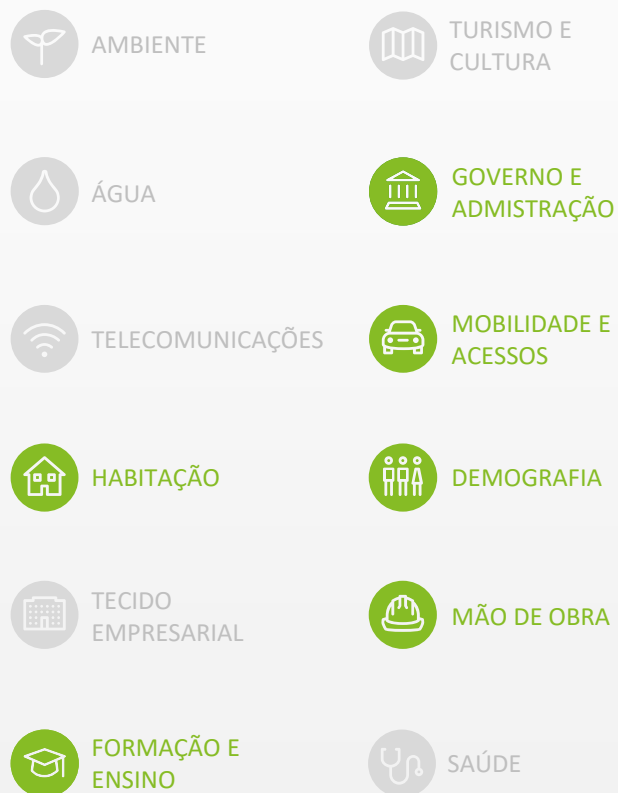 AMBIENTE
TURISMO E
CULTURA
ÁGUA
GOVERNO E
ADMISTRAÇÃO
TELECOMUNICAÇÕES
MOBILIDADE E
ACESSOS
HABITAÇÃO
DEMOGRAFIA
TECIDO
EMPRESARIAL
MÃO DE OBRA
FORMAÇÃO E
ENSINO
SAÚDE